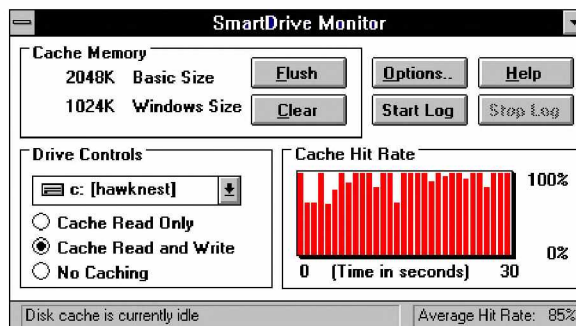 SmartDrive Monitor
Cache Memory
2048K Basic Size
1024K Windows Size
Flush
Clear
Options..
Help
Start Log
Stop Log
Drive Controls
c: [hawknest]
Cache Read Only
Cache Read and Write
No Caching
Cache Hit Rate
100%
0%
0 (Time in seconds) 30
Disk cache is currently idle
Average Hit Rate: 85%